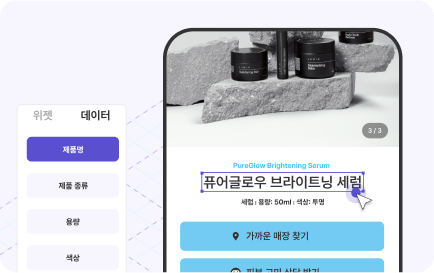 위젯 데이터
제품명
제품 종류
용량
색상
3 / 3
PureGlow Brightening Serum
퓨어글로우 브라이트닝 세럼
세럼 | 용량: 50ml | 색상: 투명
가까운 매장 찾기